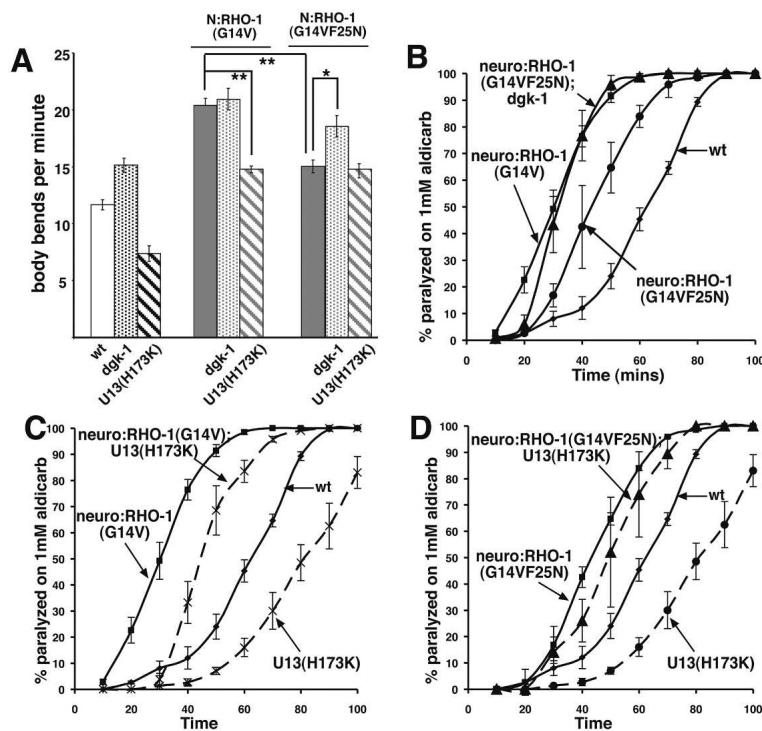 A
N:RHO-1
(G14V)
N:RHO-1
(G14VF25N)
**
**
*
body bends per minute
25
20
15
10
5
wt
dgk-1
U13(H173K)
dgk-1
U13(H173K)
dgk-1
U13(H173K)
B
% paralyzed on 1mM aldicarb
100
90
80
70
60
50
40
30
20
10
0
neuro:RHO-1
(G14VF25N);
dgk-1
neuro:RHO-1
(G14V)
wt
neuro:RHO-1
(G14VF25N)
0 20 40 60 80 100
Time (mins)
C
% paralyzed on 1mM aldicarb
100
90
80
70
60
50
40
30
20
10
0
neuro:RHO-1(G14V);
U13(H173K)
wt
neuro:RHO-1
(G14V)
U13(H173K)
0 20 40 60 80 100
Time
D
% paralyzed on 1mM aldicarb
100
90
80
70
60
50
40
30
20
10
0
neuro:RHO-1(G14VF25N);
U13(H173K)
wt
neuro:RHO-1
(G14VF25N)
U13(H173K)
0 20 40 60 80 100
Time